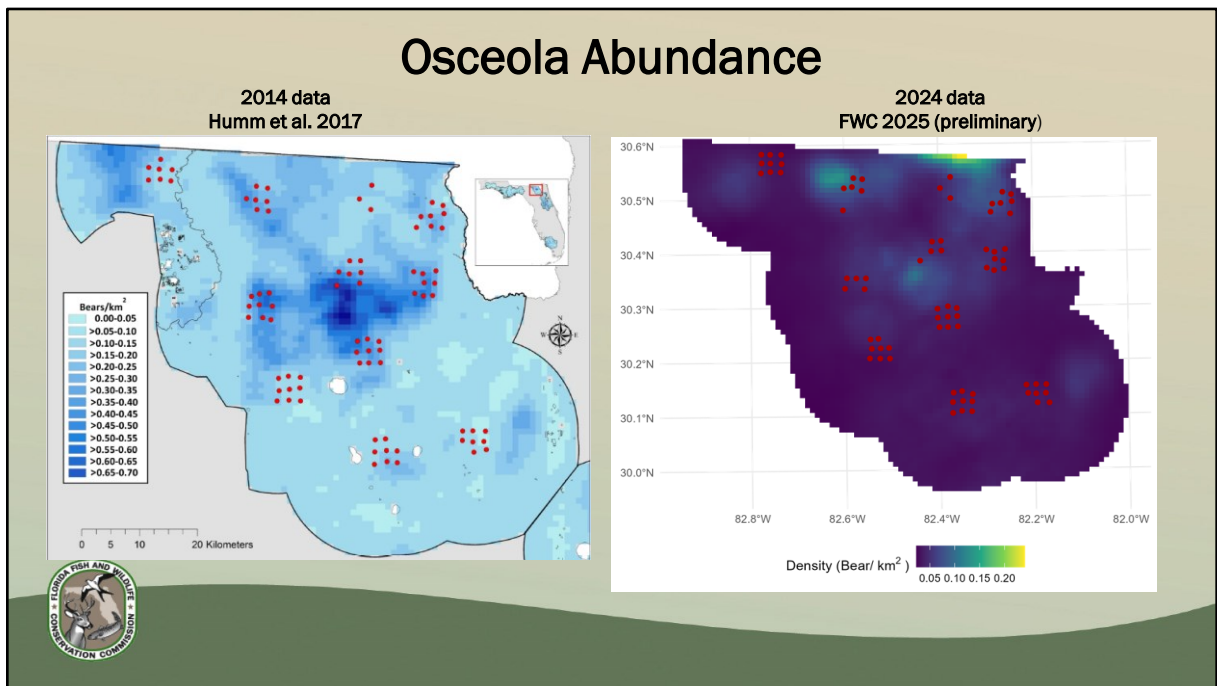 Osceola Abundance
2014 data
Humm et al. 2017
2024 data
FWC 2025 (preliminary)
Bears/km2
0.00-0.05
>0.05-0.10
>0.10-0.15
>0.15-0.20
>0.20-0.25
>0.25-0.30
>0.30-0.35
>0.35-0.40
>0.40-0.45
>0.45-0.50
>0.50-0.55
>0.55-0.60
>0.60-0.65
>0.65-0.70
0 5 10 20 Kilometers
N
W E
S
30.6°N
30.5°N
30.4°N
30.3°N
30.2°N
30.1°N
30.0°N
82.8°W 82.6°W 82.4°W 82.2°W 82.0°W
Density (Bear/ km2 )
0.05 0.10 0.15 0.20
FLORIDA FISH AND WILDLIFE
CONSERVATION COMMISSION